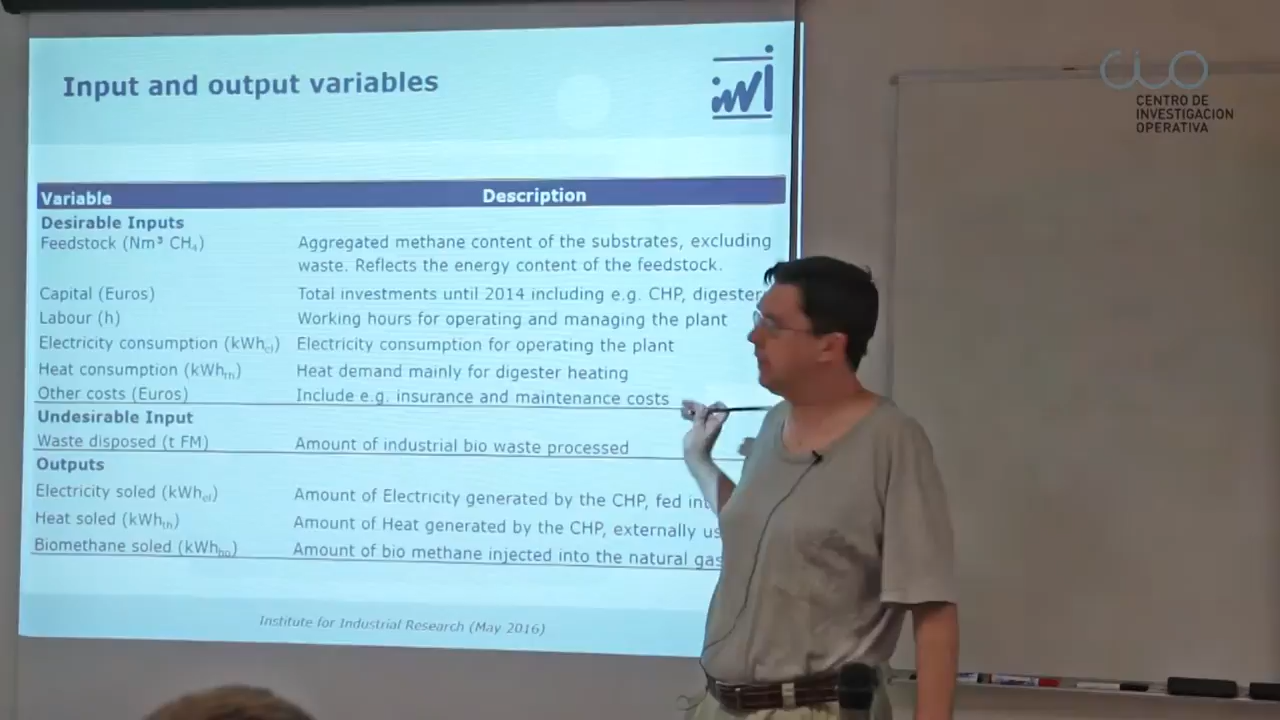 Input and output variables
iwi
CIO
CENTRO DE
INVESTIGACION
OPERATIVA
Variable Description
Desirable Inputs
Feedstock (Nm³ CH₄) Aggregated methane content of the substrates, excluding
waste. Reflects the energy content of the feedstock.
Capital (Euros) Total investments until 2014 including e.g. CHP, digester
Labour (h) Working hours for operating and managing the plant
Electricity consumption (kWhel) Electricity consumption for operating the plant
Heat consumption (kWhth) Heat demand mainly for digester heating
Other costs (Euros) Include e.g. insurance and maintenance costs
Undesirable Input
Waste disposed (t FM) Amount of industrial bio waste processed
Outputs
Electricity soled (kWhel) Amount of Electricity generated by the CHP, fed int
Heat soled (kWhth) Amount of Heat generated by the CHP, externally us
Biomethane soled (kWh) Amount of bio methane injected into the natural gas
Institute for Industrial Research (May 2016)